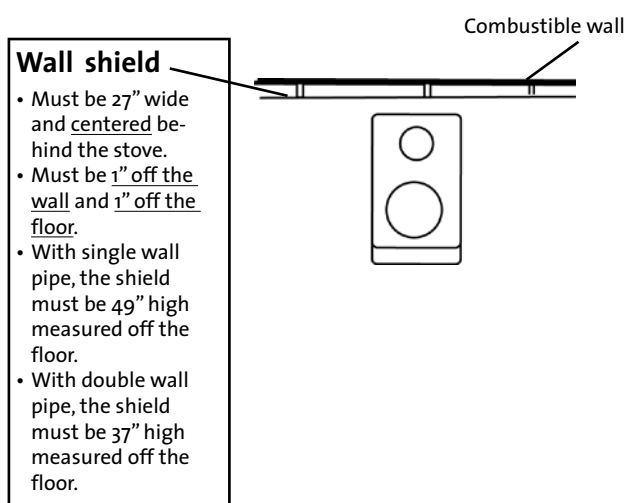 Combustible wall
Wall shield
• Must be 27” wide
and centered be-
hind the stove.
• Must be 1” off the
wall and 1” off the
floor.
• With single wall
pipe, the shield
must be 49” high
measured off the
floor.
• With double wall
pipe, the shield
must be 37” high
measured off the
floor.